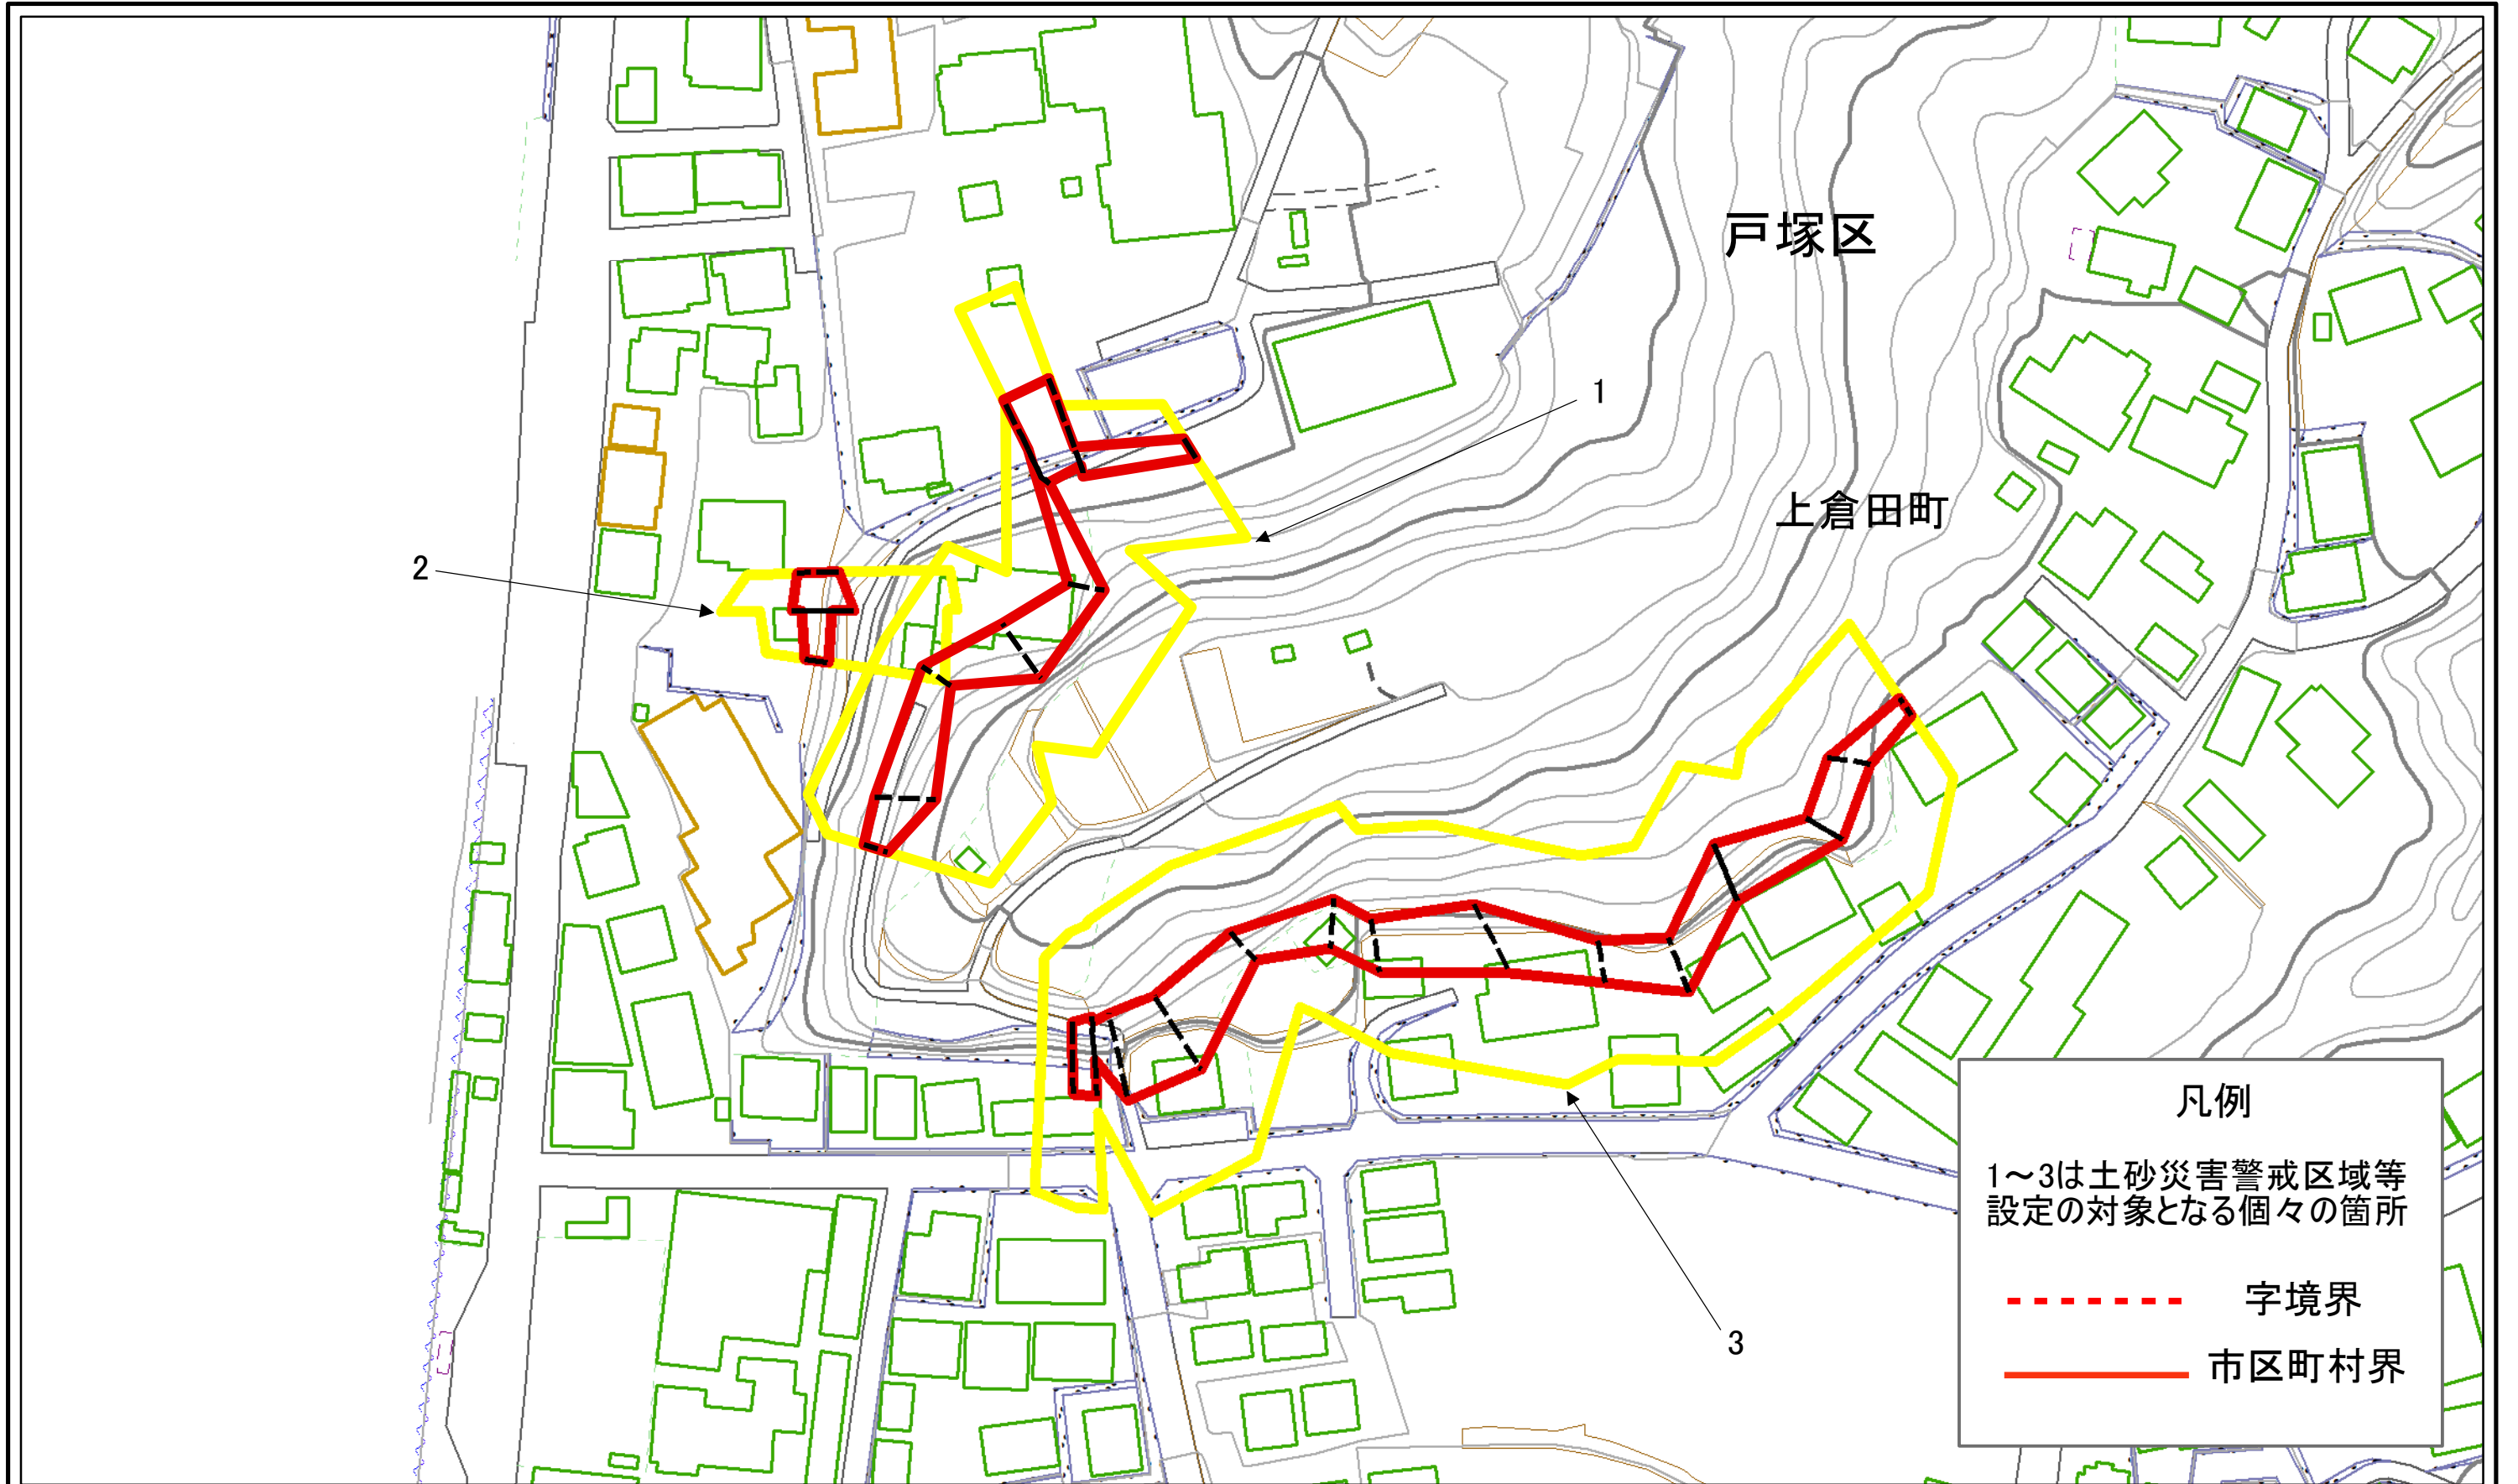 戸塚区
1
上倉田町
2
3
凡例
1～3は土砂災害警戒区域等
設定の対象となる個々の箇所
字境界
市区町村界